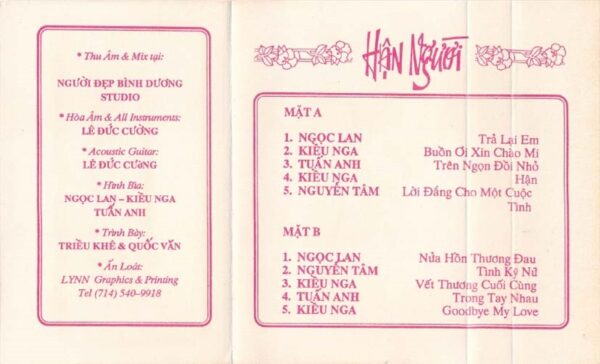 * Thu Âm & Mix tại:
NGƯỜI ĐẸP BÌNH DƯƠNG
STUDIO
* Hòa Âm & All Instruments:
LÊ ĐỨC CƯỜNG
* Acoustic Guitar:
LÊ ĐỨC CƯỜNG
* Hình Bìa:
NGỌC LAN – KIỀU NGA
TUẤN ANH
* Trình Bày:
TRIỀU KHÊ & QUỐC VĂN
* Ấn Loát:
LYNN Graphics & Printing
Tel (714) 540-9918
Hận Người
MẶT A
1. NGỌC LAN Trả Lại Em
2. KIỀU NGA Buồn Ơi Xin Chào Mi
3. TUẤN ANH Trên Ngọn Đồi Nhỏ
4. KIỀU NGA Hận
5. NGUYỄN TÂM Lời Đắng Cho Một Cuộc
Tình
MẶT B
1. NGỌC LAN Nửa Hồn Thương Đau
2. NGUYỄN TÂM Tình Kỹ Nữ
3. KIỀU NGA Vết Thương Cuối Cùng
4. TUẤN ANH Trong Tay Nhau
5. KIỀU NGA Goodbye My Love